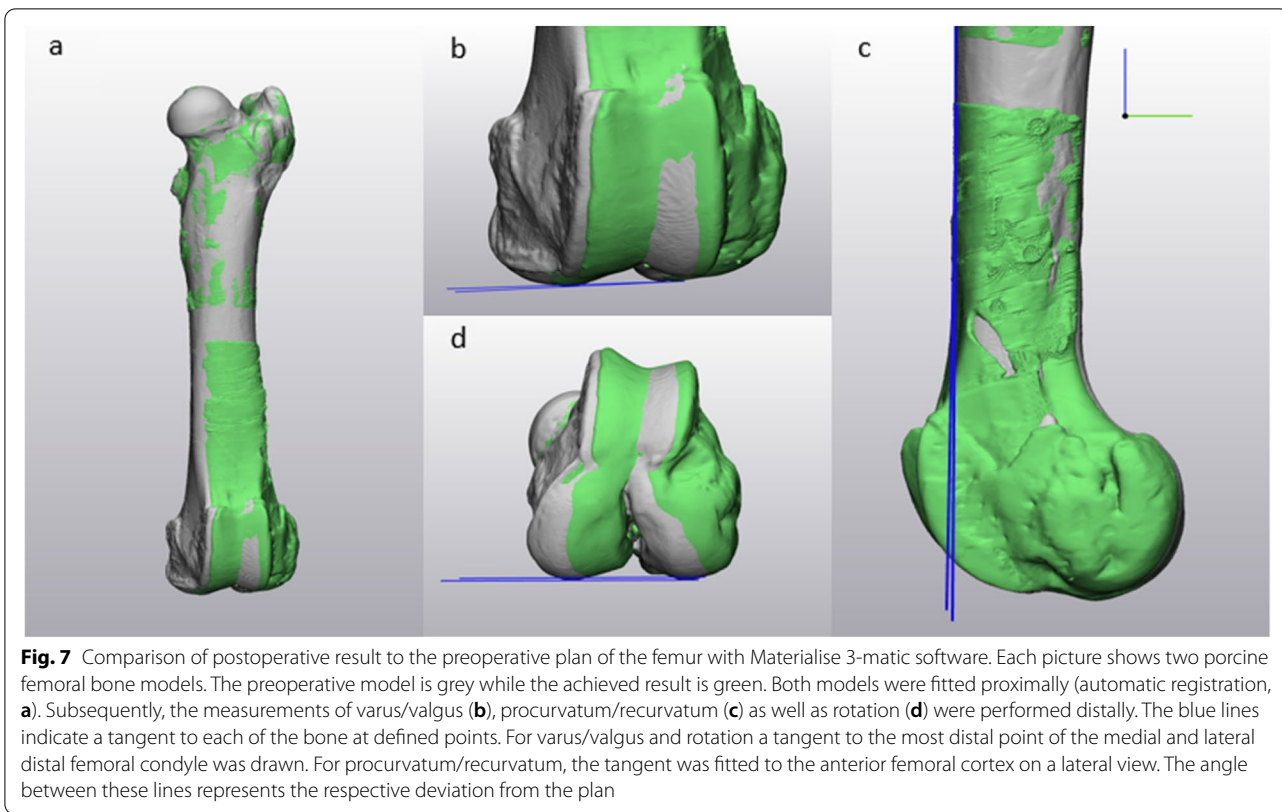 a
b
c
d
Fig. 7 Comparison of postoperative result to the preoperative plan of the femur with Materialise 3-matic software. Each picture shows two porcine
femoral bone models. The preoperative model is grey while the achieved result is green. Both models were fitted proximally (automatic registration,
a). Subsequently, the measurements of varus/valgus (b), procurvatum/recurvatum (c) as well as rotation (d) were performed distally. The blue lines
indicate a tangent to each of the bone at defined points. For varus/valgus and rotation a tangent to the most distal point of the medial and lateral
distal femoral condyle was drawn. For procurvatum/recurvatum, the tangent was fitted to the anterior femoral cortex on a lateral view. The angle
between these lines represents the respective deviation from the plan